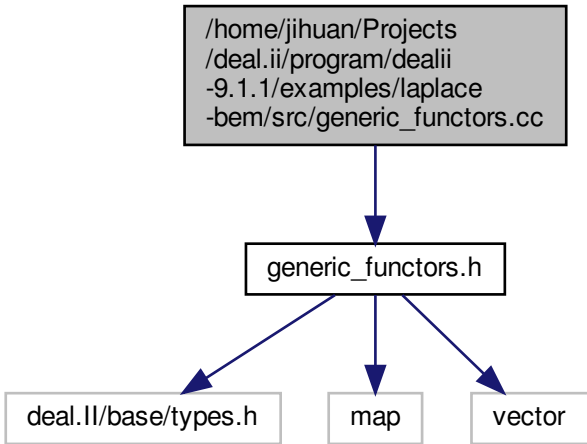 /home/jihuan/Projects
/deal.ii/program/dealii
-9.1.1/examples/laplace
-bem/src/generic_functors.cc
generic_functors.h
deal.II/base/types.h
map
vector